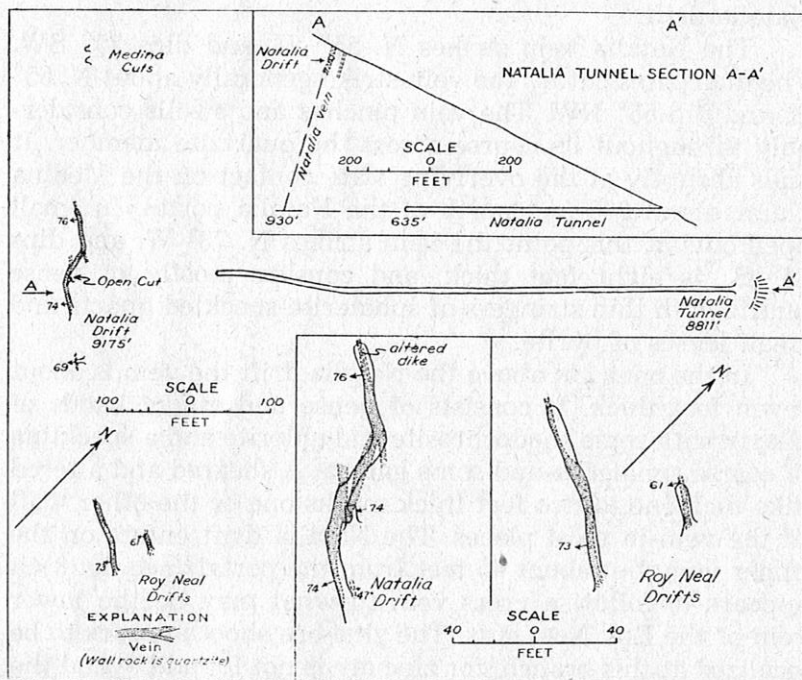 Medina
Cuts
A
A'
Natalia
Drift
NATALIA TUNNEL SECTION A-A'
Natalia Vein
SCALE
200 0 200
FEET
930'
635'
Natalia Tunnel
76
Open Cut
A
A'
74
Natalia
Drift
9175'
Natalia
Tunnel
8811'
69
SCALE
100 0 100
FEET
N
75
61
Roy Neal
Drifts
EXPLANATION
Vein
(Wall rock is quartzite)
altered
dike
76
74
74
41
Natalia
Drift
N
61
73
Roy Neal
Drifts
SCALE
40 0 40
FEET